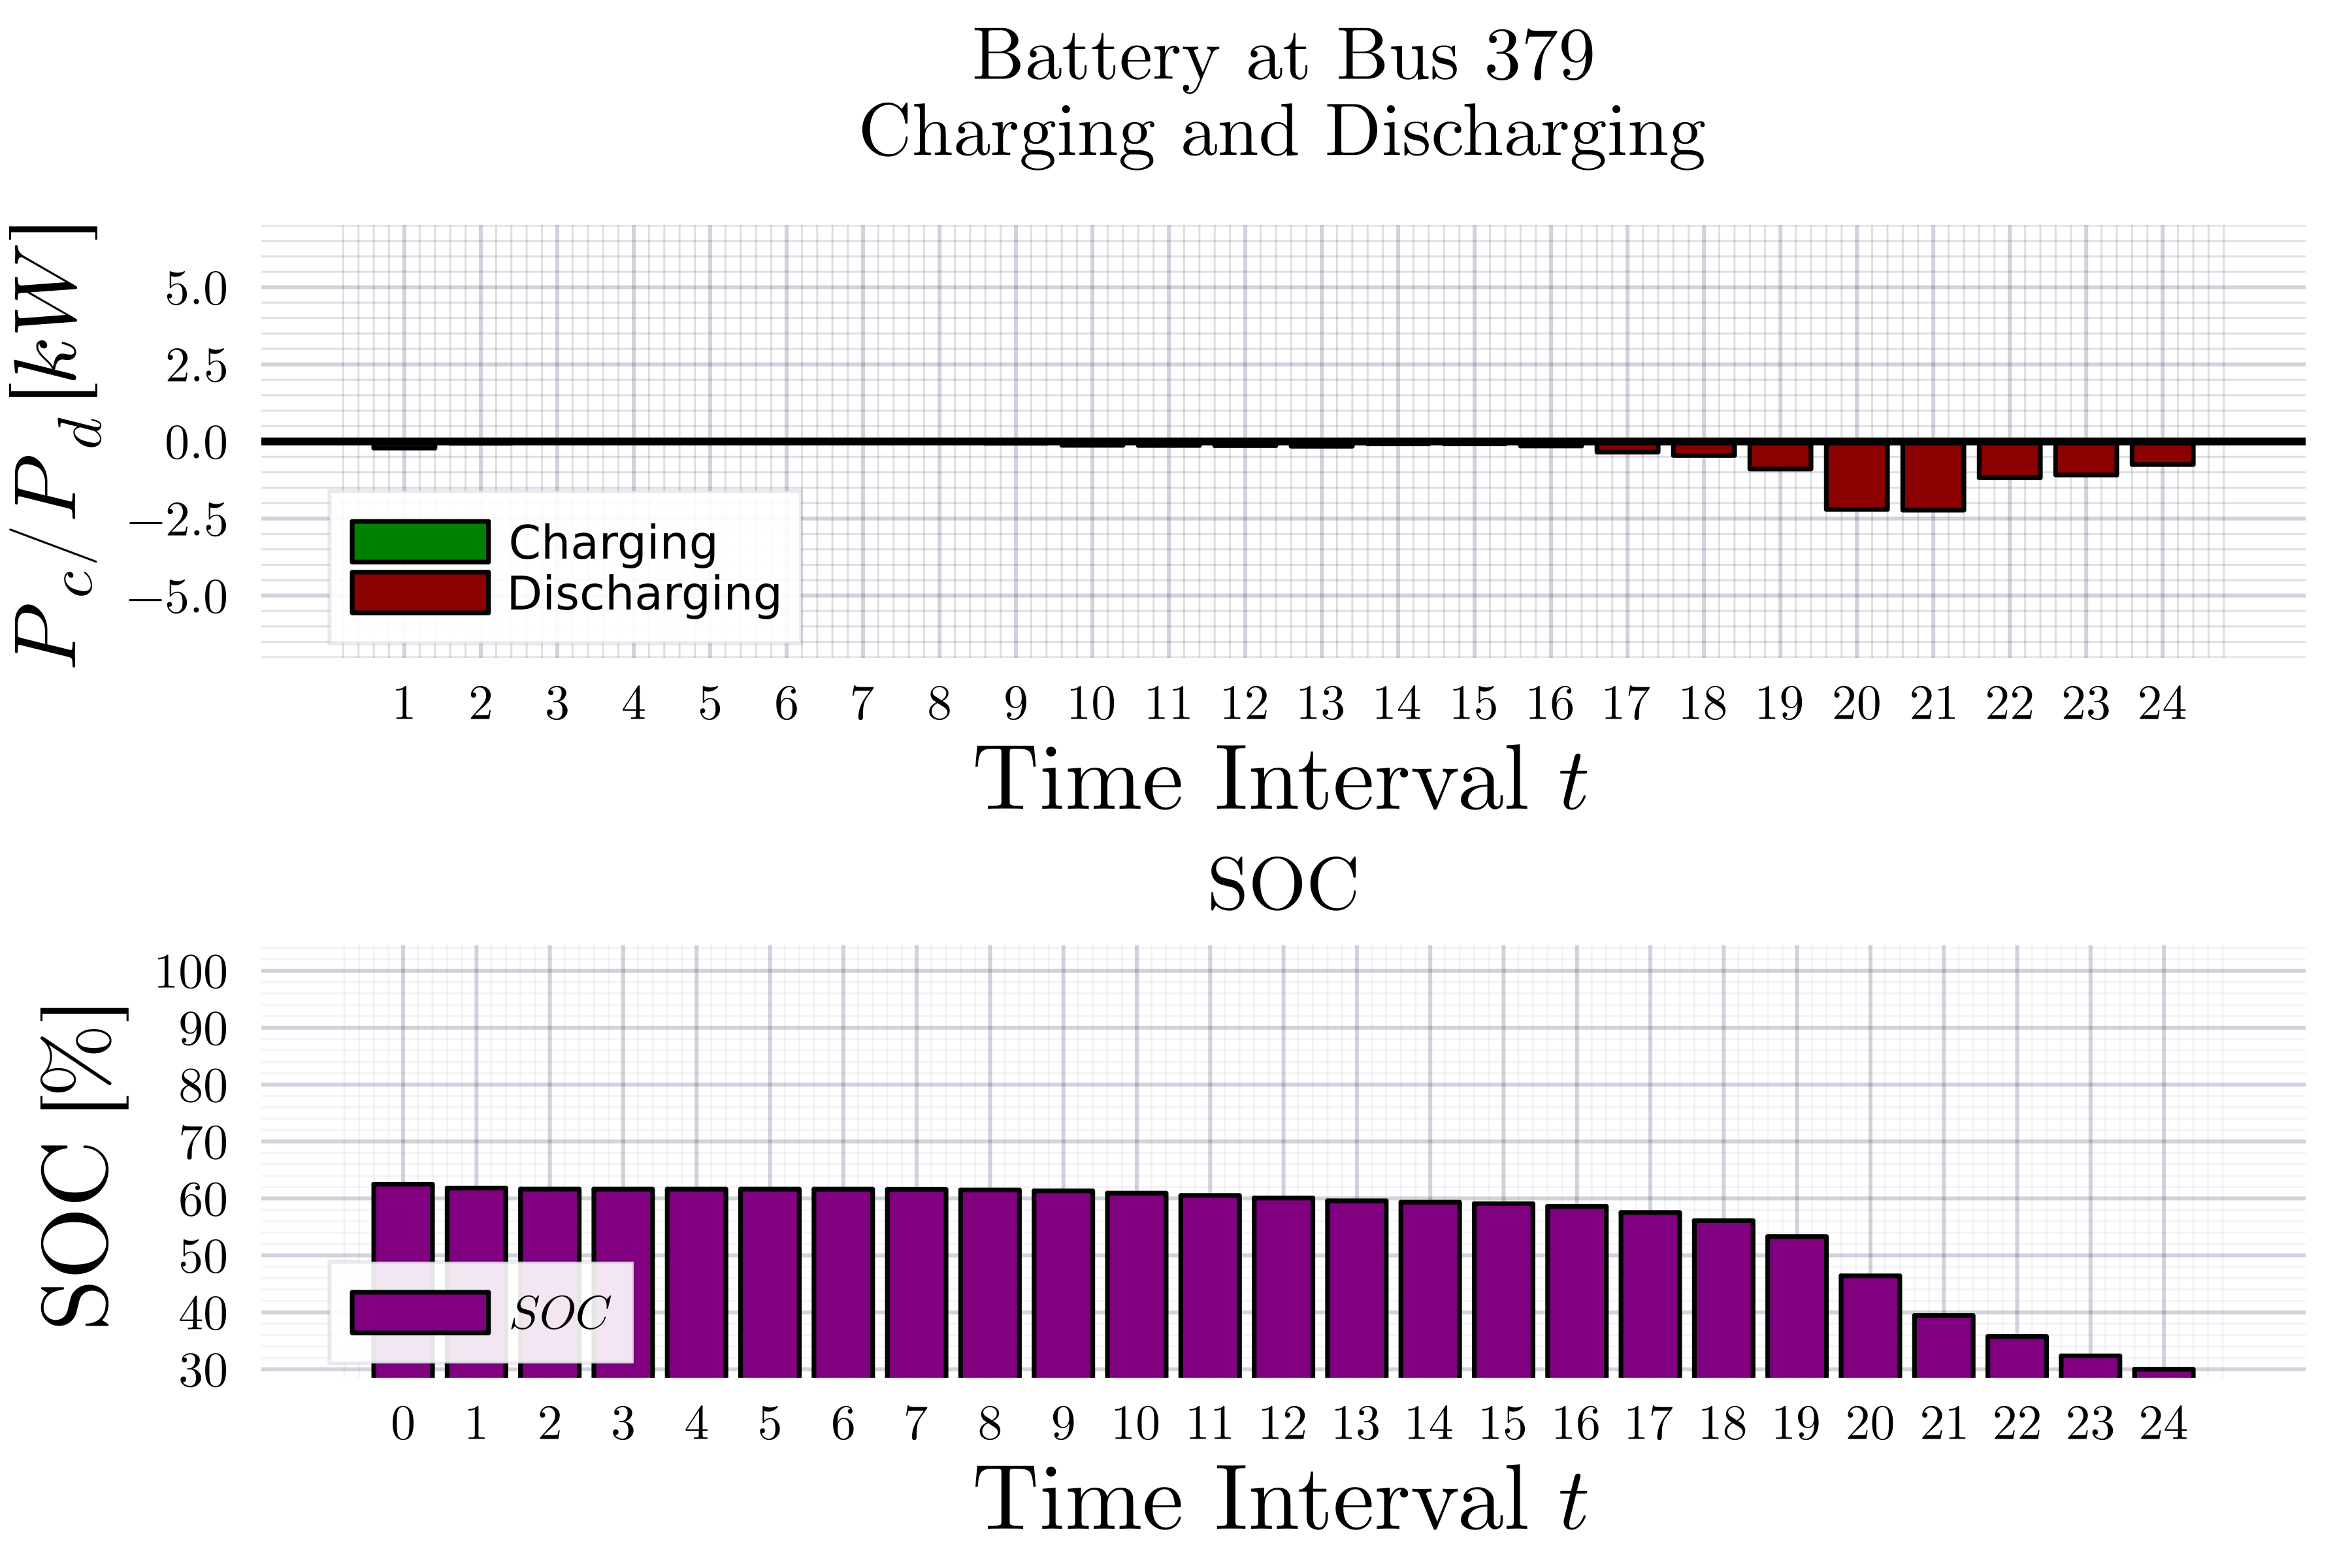 Battery at Bus 379
Charging and Discharging
P_c/P_d [kW]
5.0
2.5
0.0
−2.5
−5.0
Charging
Discharging
1 2 3 4 5 6 7 8 9 10 11 12 13 14 15 16 17 18 19 20 21 22 23 24
Time Interval t
SOC
SOC [%]
100
90
80
70
60
50
40
30
SOC
0 1 2 3 4 5 6 7 8 9 10 11 12 13 14 15 16 17 18 19 20 21 22 23 24
Time Interval t